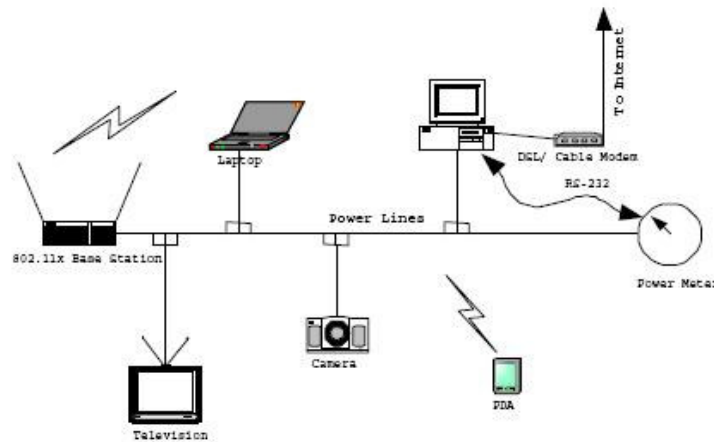 To Internet
Laptop
DSL/ Cable Modem
RS-232
Power Lines
802.11x Base Station
Power Meter
Camera
PDA
Television